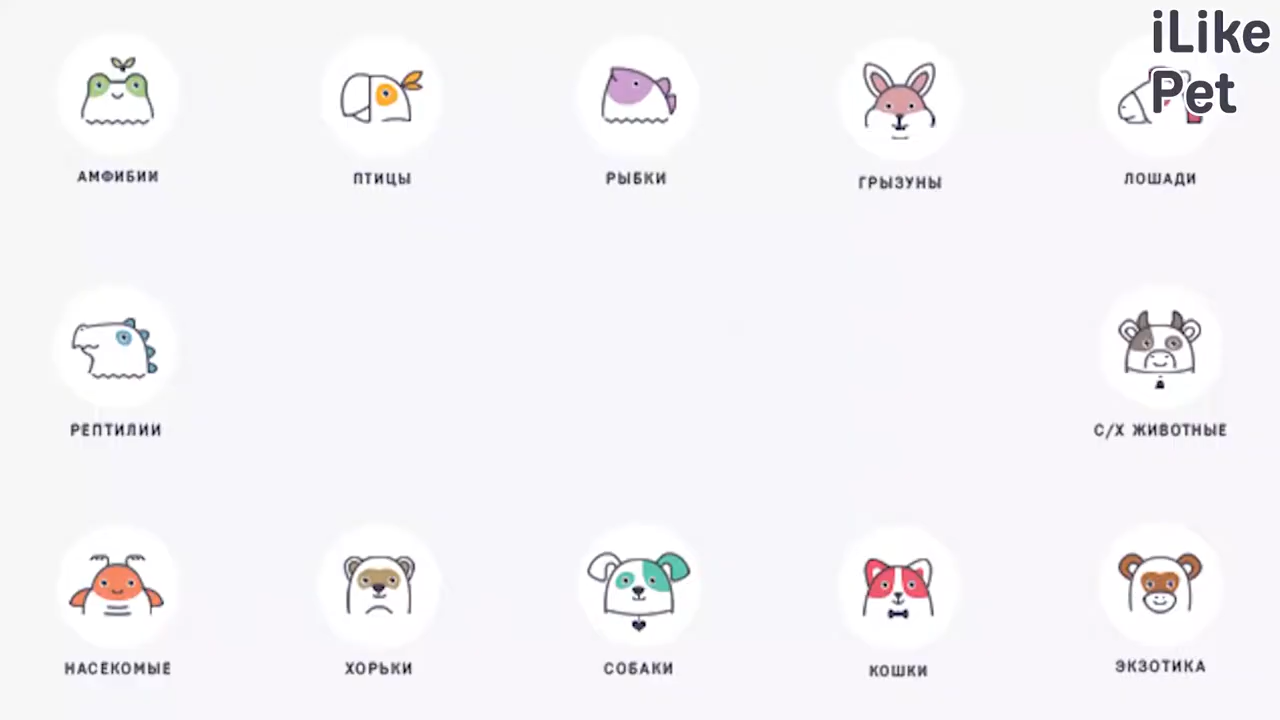 iLike
Pet
АМФИБИИ
ПТИЦЫ
РЫБКИ
ГРЫЗУНЫ
ЛОШАДИ
РЕПТИЛИИ
С/Х ЖИВОТНЫЕ
НАСЕКОМЫЕ
ХОРЬКИ
СОБАКИ
КОШКИ
ЭКЗОТИКА